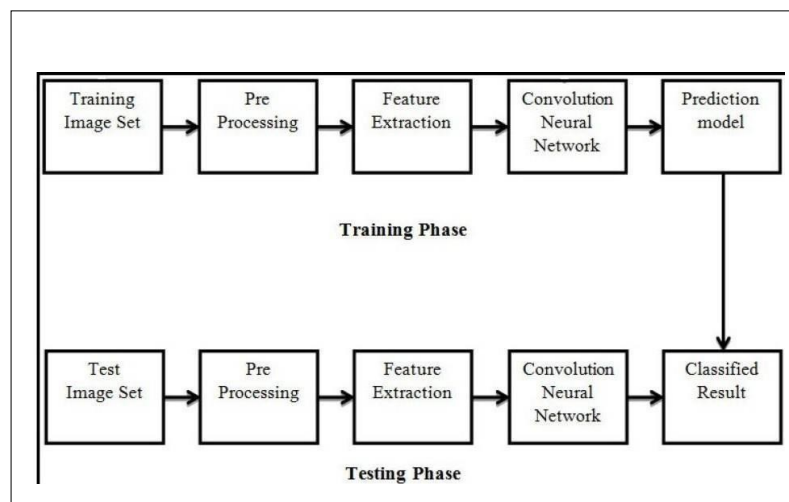 Training
Image Set
Pre
Processing
Feature
Extraction
Convolution
Neural
Network
Prediction
model
Training Phase
Test
Image Set
Pre
Processing
Feature
Extraction
Convolution
Neural
Network
Classified
Result
Testing Phase